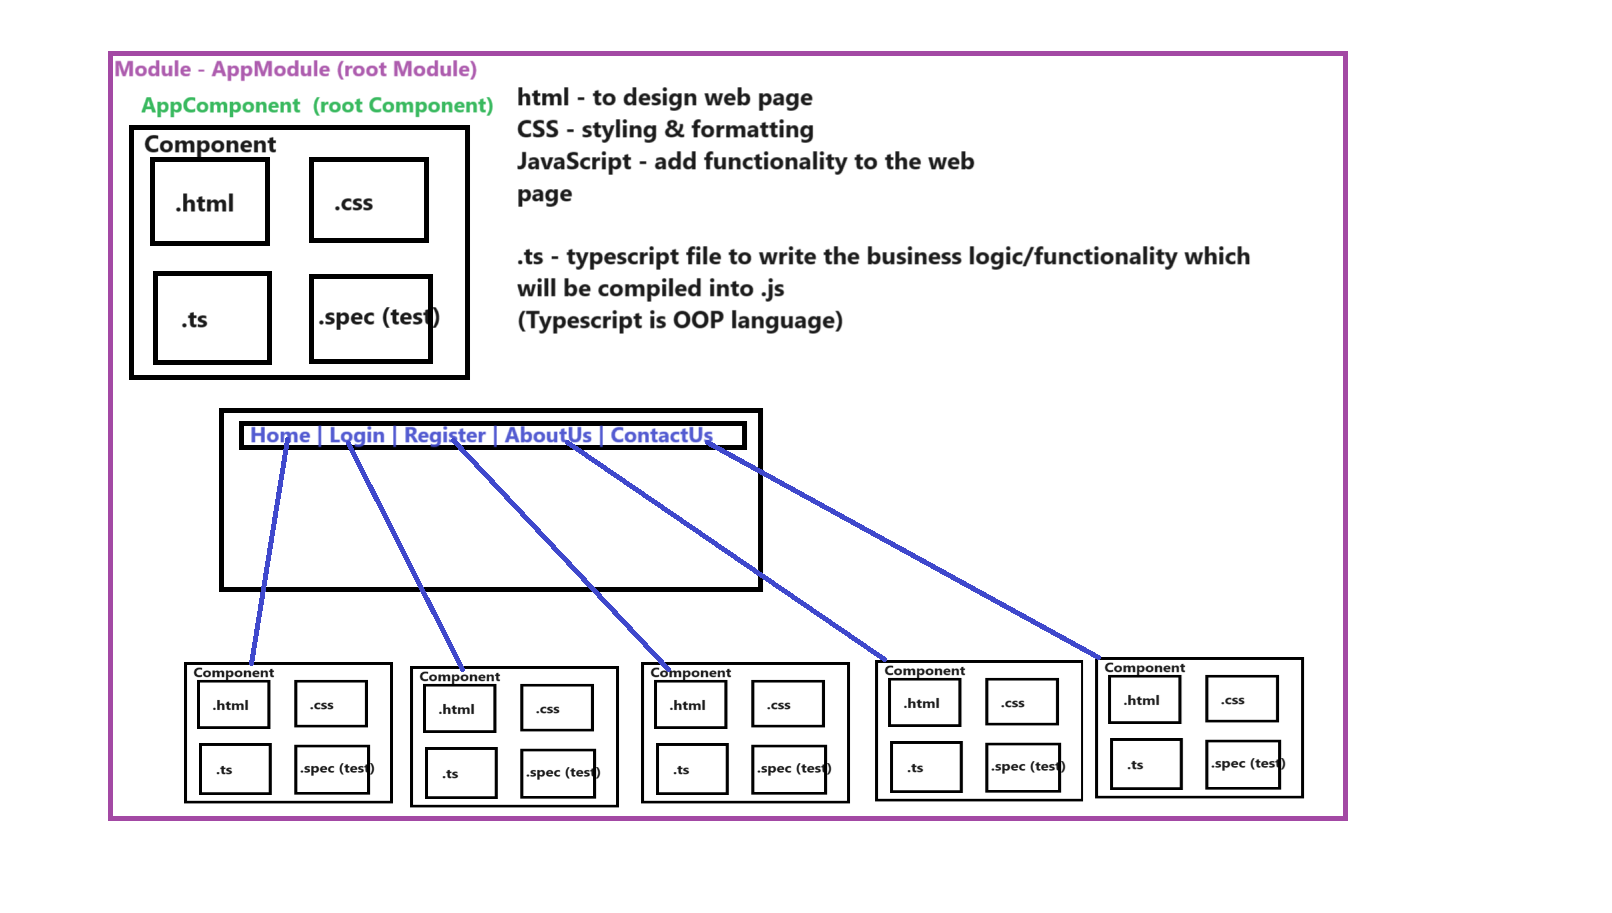 Module - AppModule (root Module)
AppComponent (root Component)
Component
.html
.css
.ts
.spec (test)
html - to design web page
CSS - styling & formatting
JavaScript - add functionality to the web
page
.ts - typescript file to write the business logic/functionality which
will be compiled into .js
(Typescript is OOP language)
Home | Login | Register | AboutUs | ContactUs
Component
.html
.css
.ts
.spec (test)
Component
.html
.css
.ts
.spec (test)
Component
.html
.css
.ts
.spec (test)
Component
.html
.css
.ts
.spec (test)
Component
.html
.css
.ts
.spec (test)